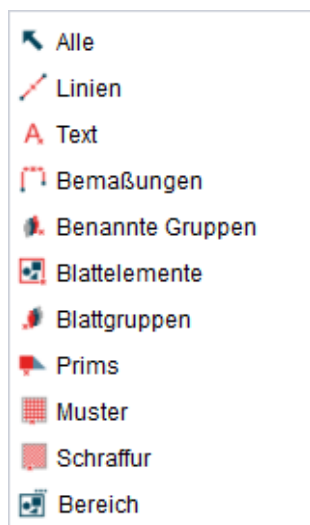 Alle
Linien
Text
Bemaßungen
Benannte Gruppen
Blattelemente
Blattgruppen
Prims
Muster
Schraffur
Bereich